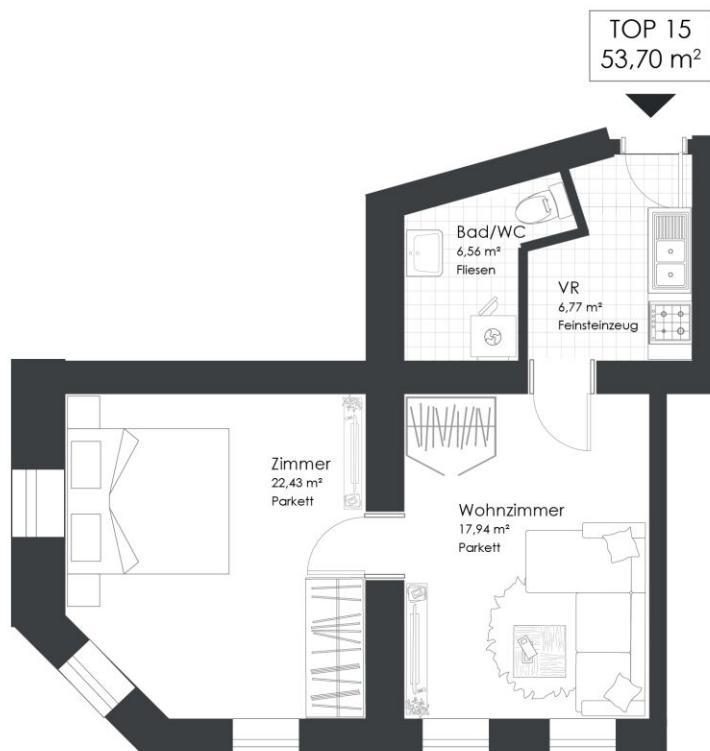 TOP 15
53,70 m²
Bad/WC
6,56 m²
Fliesen
VR
6,77 m²
Feinsteinzeug
Zimmer
22,43 m²
Parkett
Wohnzimmer
17,94 m²
Parkett